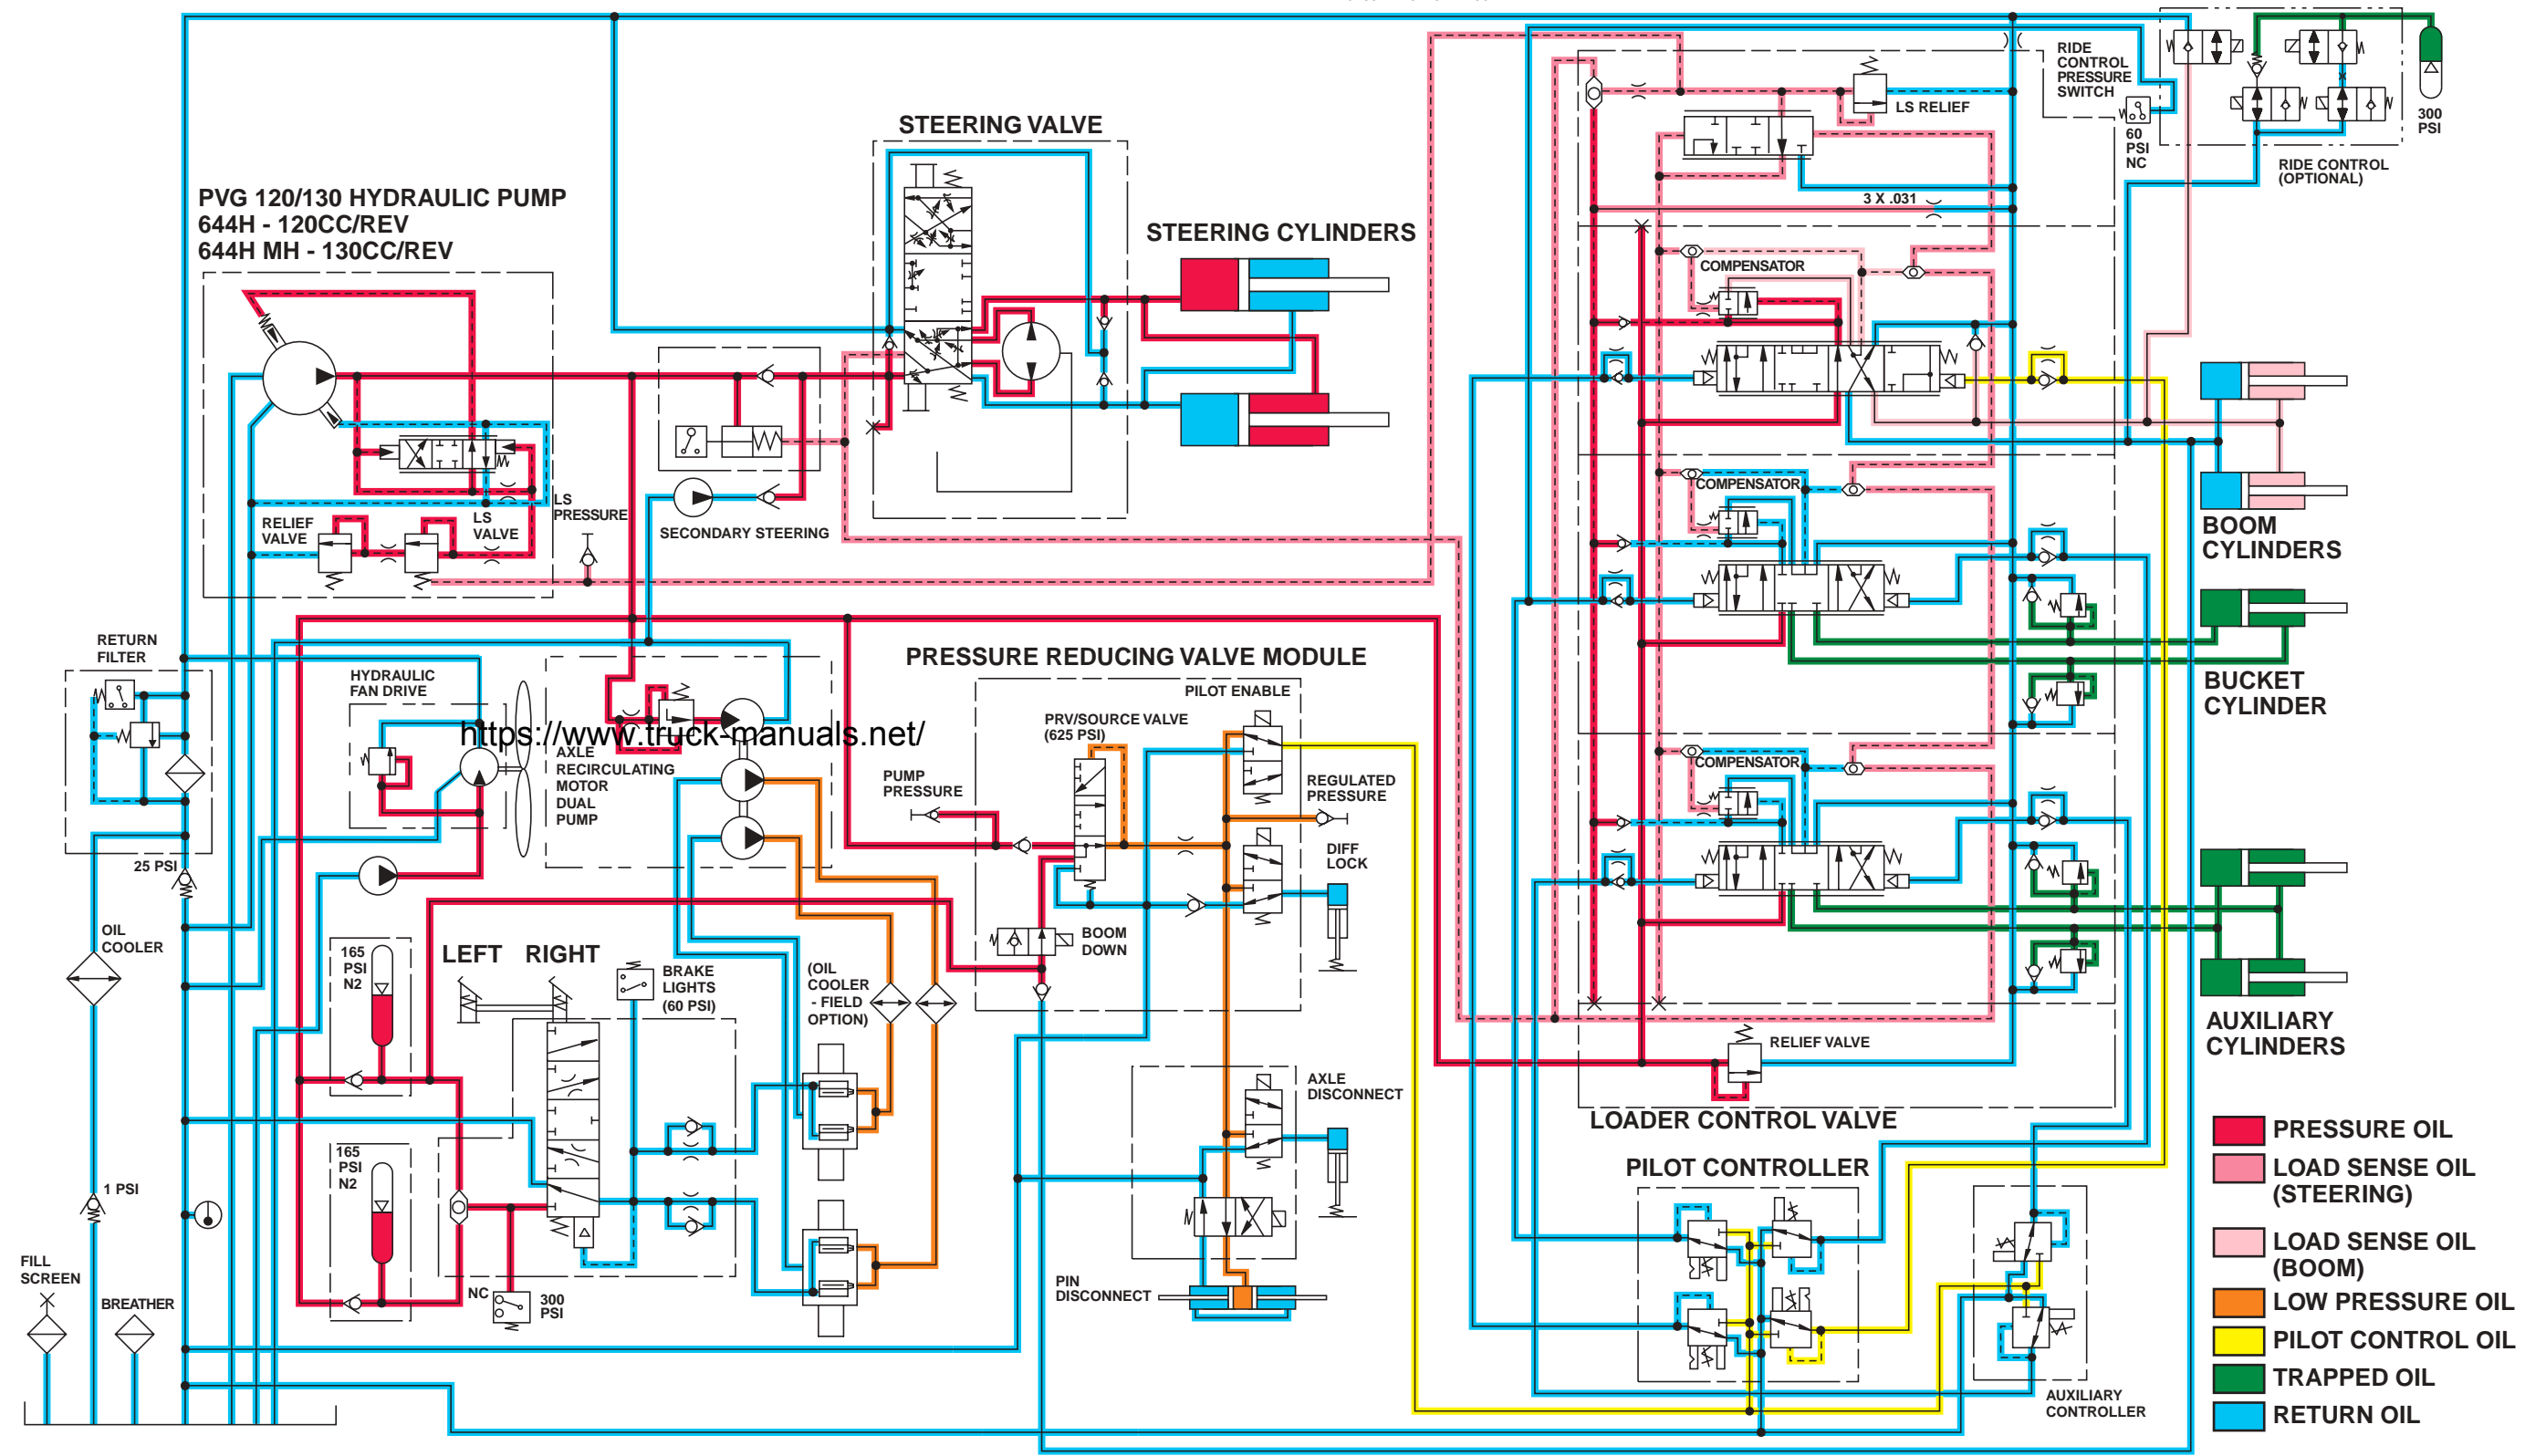 STEERING VALVE
PVG 120/130 HYDRAULIC PUMP
644H - 120CC/REV
644H MH - 130CC/REV
STEERING CYLINDERS
RELIEF
VALVE
LS
VALVE
LS
PRESSURE
SECONDARY STEERING
RIDE
CONTROL
PRESSURE
SWITCH
LS RELIEF
60
PSI
NC
300
PSI
RIDE CONTROL
(OPTIONAL)
3 X .031
COMPENSATOR
COMPENSATOR
COMPENSATOR
BOOM
CYLINDERS
BUCKET
CYLINDER
AUXILIARY
CYLINDERS
RETURN
FILTER
HYDRAULIC
FAN DRIVE
https://www.truck-manuals.net/
AXLE
RECIRCULATING
MOTOR
DUAL
PUMP
PRESSURE REDUCING VALVE MODULE
PILOT ENABLE
PRV/SOURCE VALVE
(625 PSI)
PUMP
PRESSURE
REGULATED
PRESSURE
DIFF
LOCK
BOOM
DOWN
25 PSI
OIL
COOLER
165
PSI
N2
LEFT RIGHT
BRAKE
LIGHTS
(60 PSI)
(OIL
COOLER
- FIELD
OPTION)
RELIEF VALVE
AXLE
DISCONNECT
LOADER CONTROL VALVE
165
PSI
N2
1 PSI
PILOT CONTROLLER
FILL
SCREEN
BREATHER
NC
300
PSI
PIN
DISCONNECT
AUXILIARY
CONTROLLER
PRESSURE OIL
LOAD SENSE OIL
(STEERING)
LOAD SENSE OIL
(BOOM)
LOW PRESSURE OIL
PILOT CONTROL OIL
TRAPPED OIL
RETURN OIL